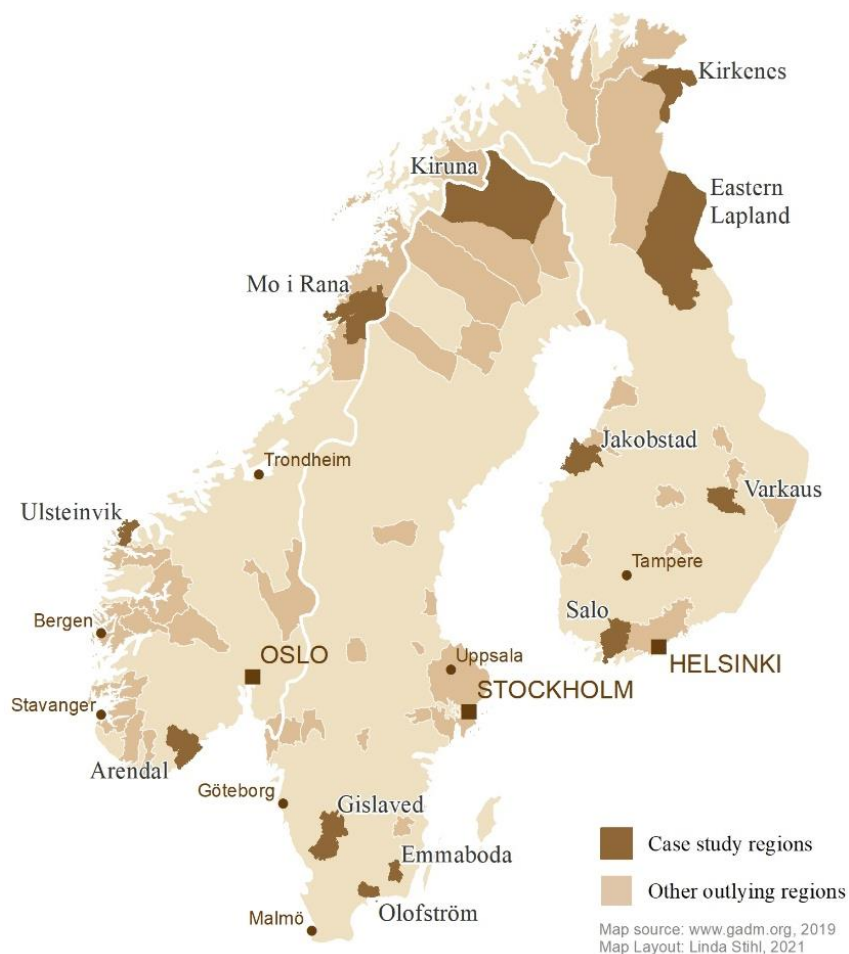 Kirkenes
Kiruna
Eastern
Lapland
Mo i Rana
Jakobstad
Trondheim
Varkaus
Ulsteinvik
Tampere
Salo
Bergen
OSLO
Uppsala
HELSINKI
STOCKHOLM
Stavanger
Arendal
Göteborg
Gislaved
Case study regions
Emmaboda
Other outlying regions
Olofström
Malmö
Map source: www.gadm.org, 2019
Map Layout: Linda Stihl, 2021